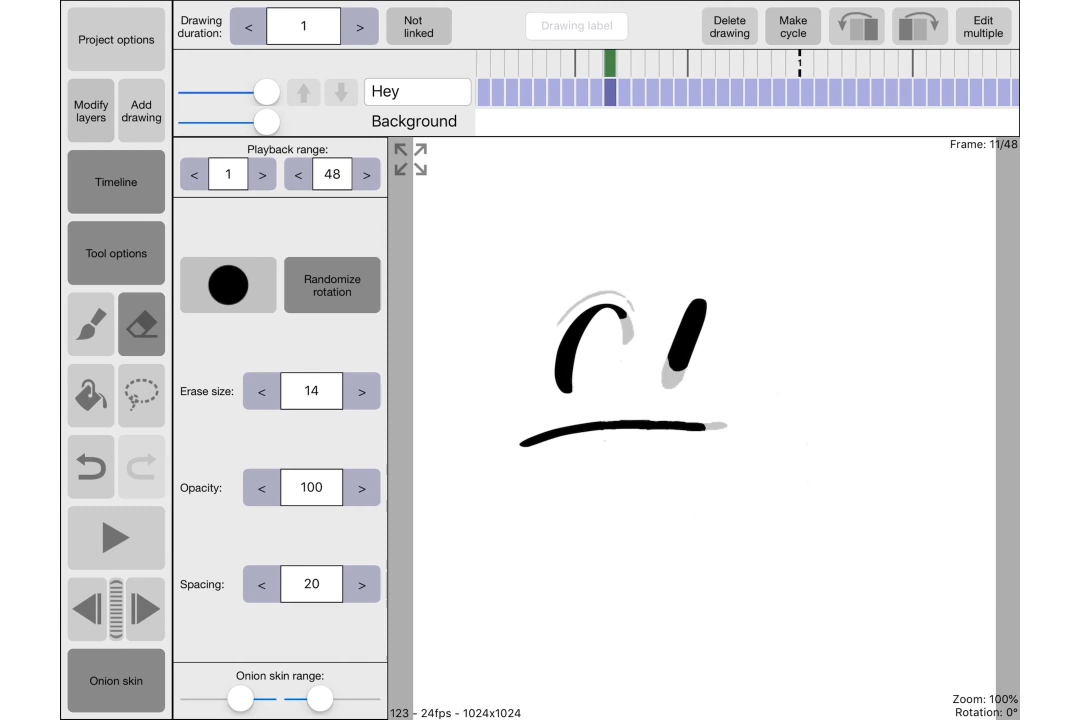 Project options
Modify layers
Add drawing
Timeline
Tool options
Onion skin
Drawing duration:
< 1 >
Not linked
Drawing label
Delete drawing
Make cycle
Edit multiple
1
Hey
Background
Playback range:
< 1 > < 48 >
Randomize rotation
Erase size: < 14 >
Opacity: < 100 >
Spacing: < 20 >
Onion skin range:
Frame: 11/48
123 - 24fps - 1024x1024
Zoom: 100%
Rotation: 0°